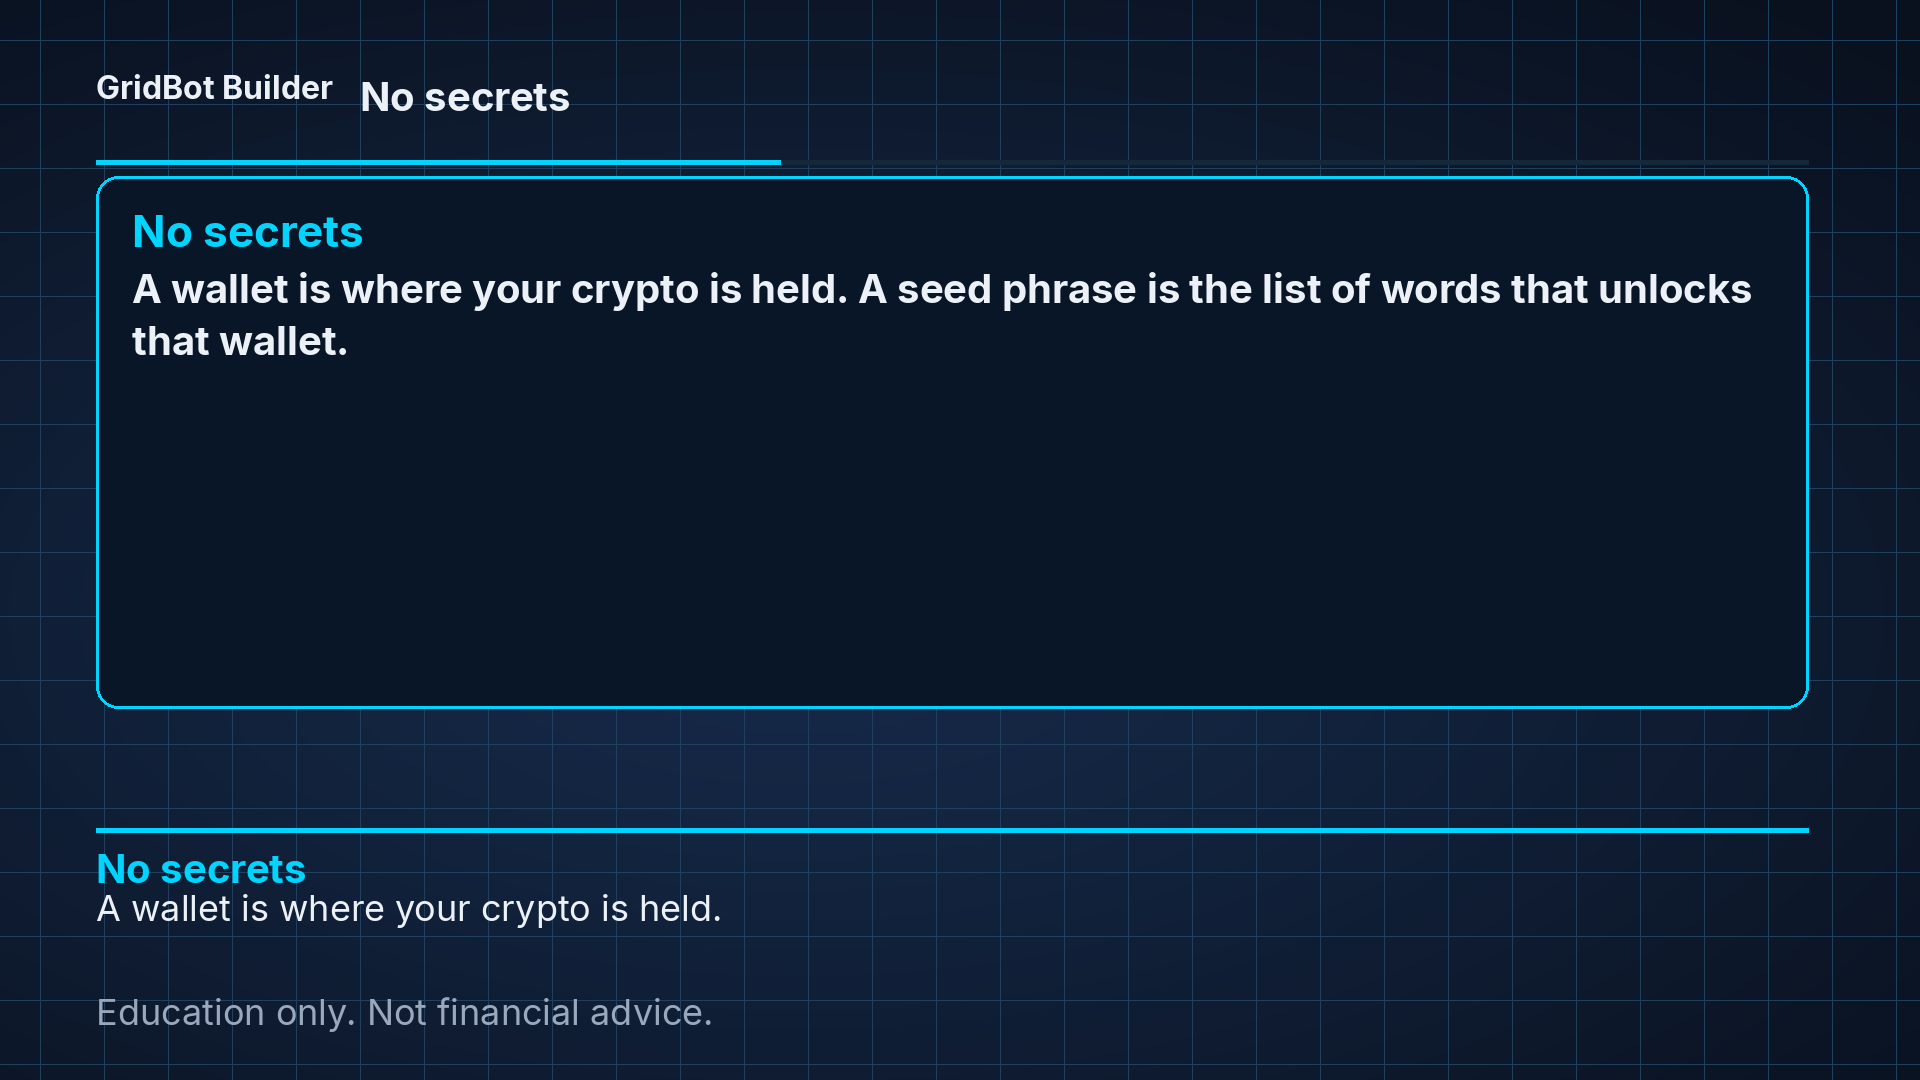 GridBot Builder
No secrets
No secrets
A wallet is where your crypto is held. A seed phrase is the list of words that unlocks
that wallet.
No secrets
A wallet is where your crypto is held.
Education only. Not financial advice.